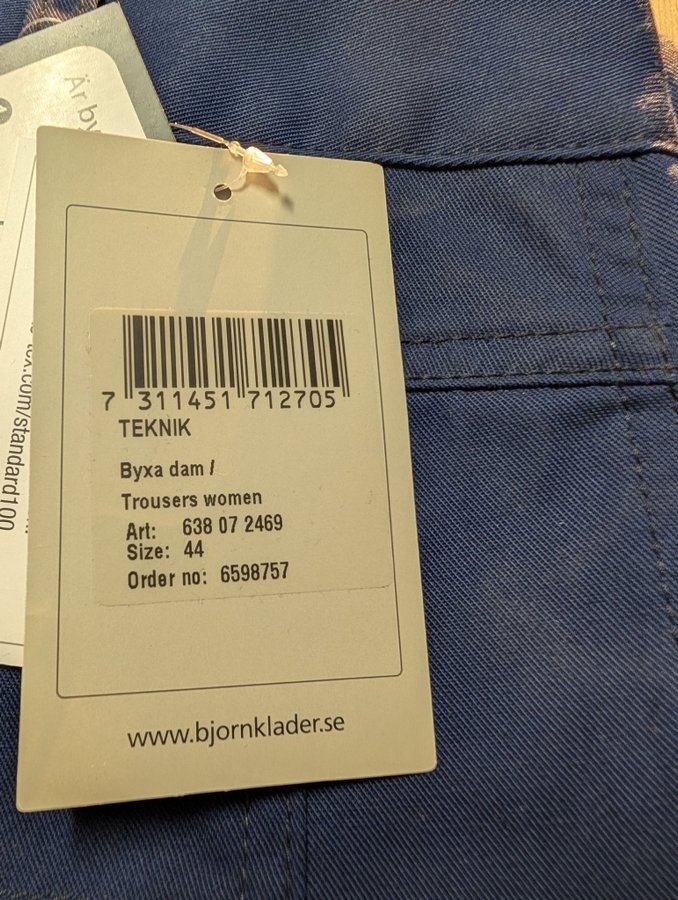 Är by
tex.com/standard100
7 311451 712705
TEKNIK
Byxa dam /
Trousers women
Art: 638 07 2469
Size: 44
Order no: 6598757
www.bjornklader.se